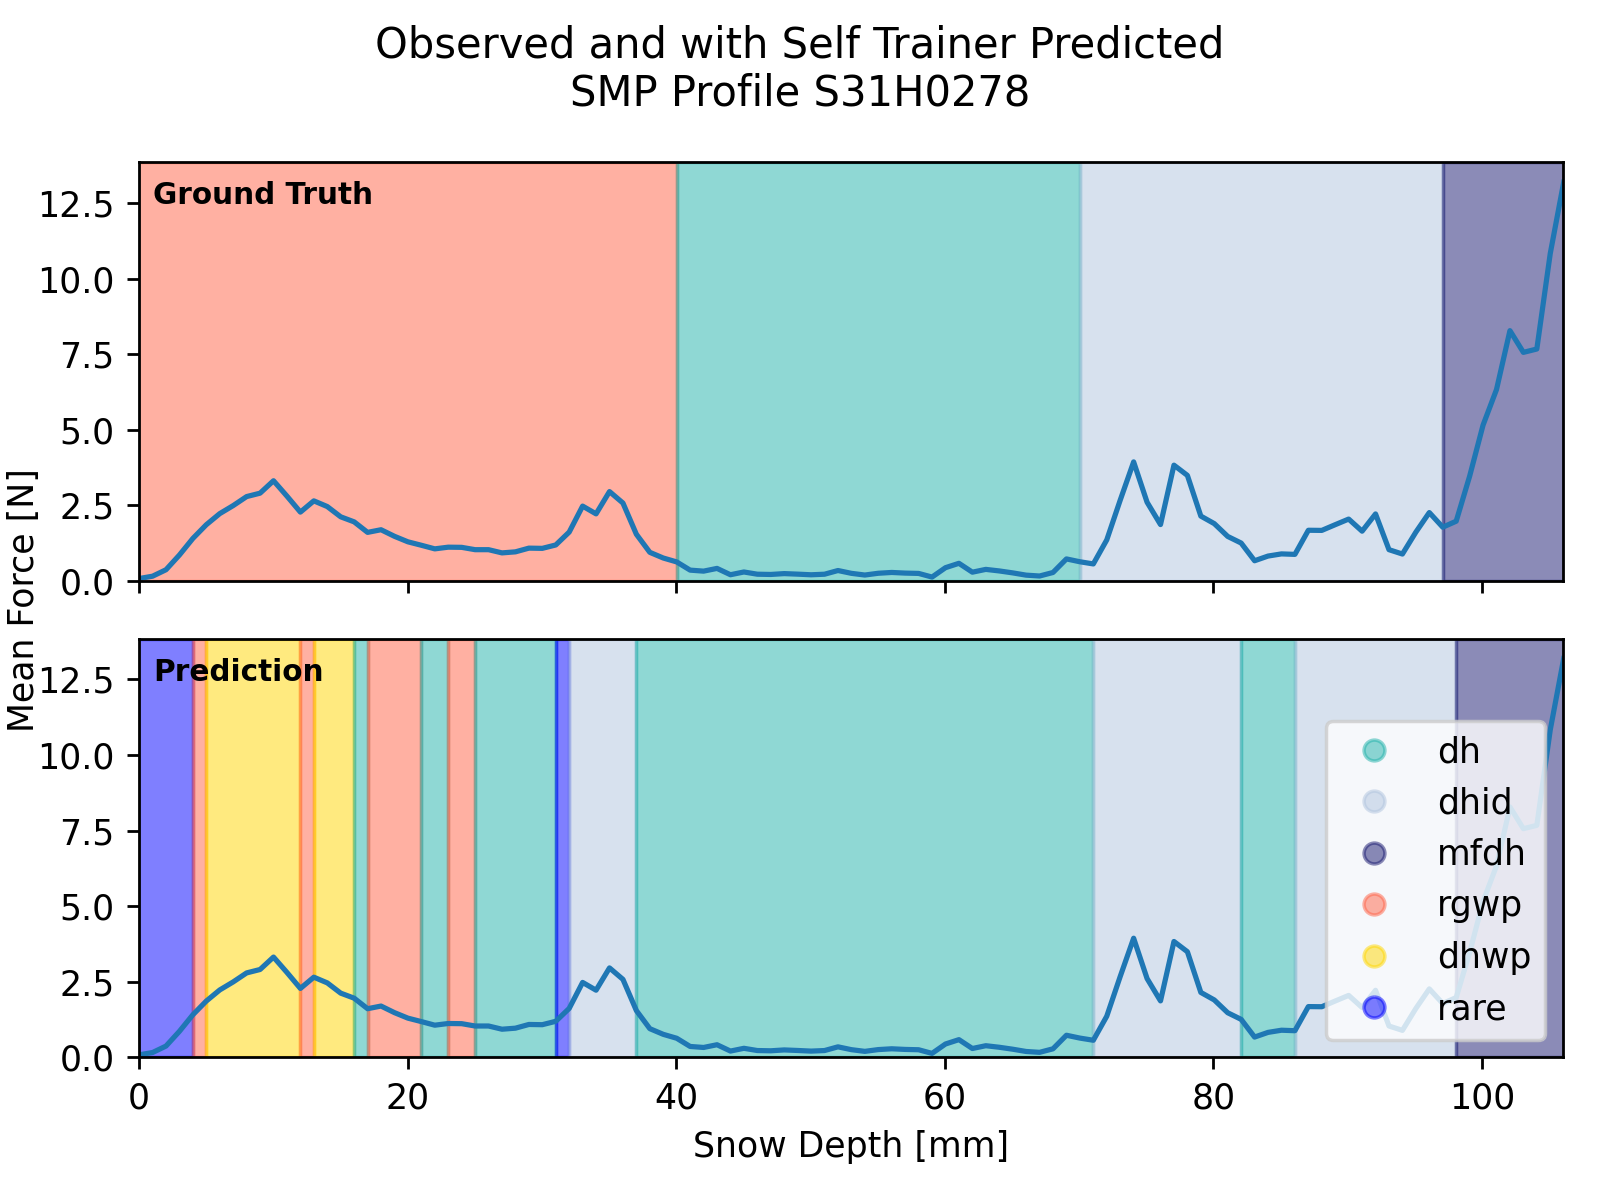 Observed and with Self Trainer Predicted
SMP Profile S31H0278
Mean Force [N]
Ground Truth
12.5
10.0
7.5
5.0
2.5
0.0
Prediction
12.5
10.0
7.5
5.0
2.5
0.0
dh
dhid
mfdh
rgwp
dhwp
rare
0 20 40 60 80 100
Snow Depth [mm]